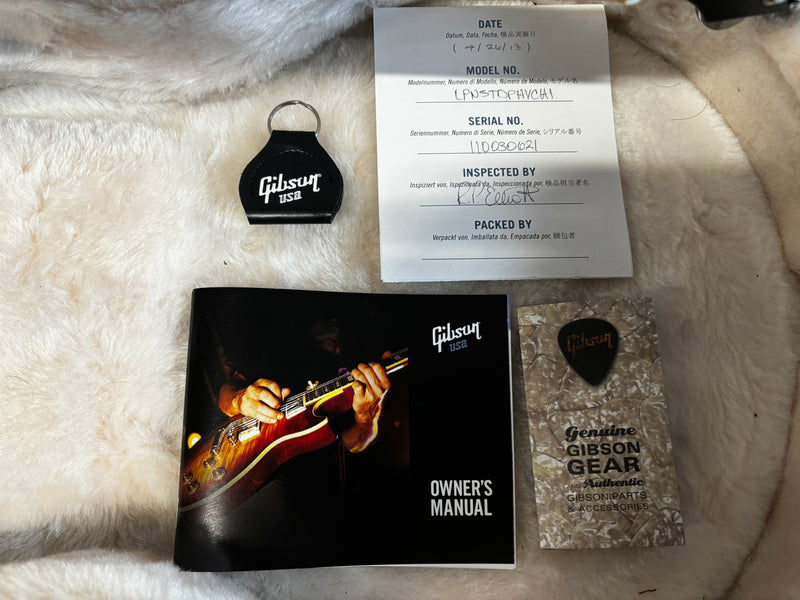 DATE
Datum, Data, Fecha, 検品実施日
( 4/26/13 )
MODEL NO.
Modelnummer, Numero di Modello, Número de Modelo, モデル名
LPNSTDPHVCH1
SERIAL NO.
Seriennummer, Numero di Serie, Número de Serie, シリアル番号
110030621
INSPECTED BY
Inspiziert von, Ispezionata da, Inspeccionada por, 検品担当者名
PACKED BY
Verpackt von, Imballata da, Empacada por, 梱包者
Gibson
usa
Gibson
usa
OWNER'S
MANUAL
Gibson
Genuine
GIBSON
GEAR
Authentic
GIBSON PARTS
& ACCESSORIES